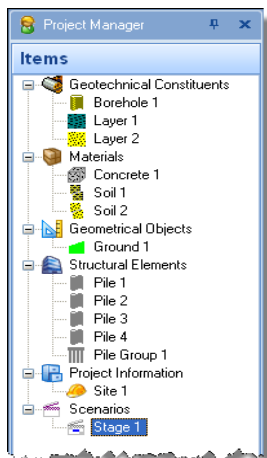 Project Manager
Items
Geotechnical Constituents
Borehole 1
Layer 1
Layer 2
Materials
Concrete 1
Soil 1
Soil 2
Geometrical Objects
Ground 1
Structural Elements
Pile 1
Pile 2
Pile 3
Pile 4
Pile Group 1
Project Information
Site 1
Scenarios
Stage 1